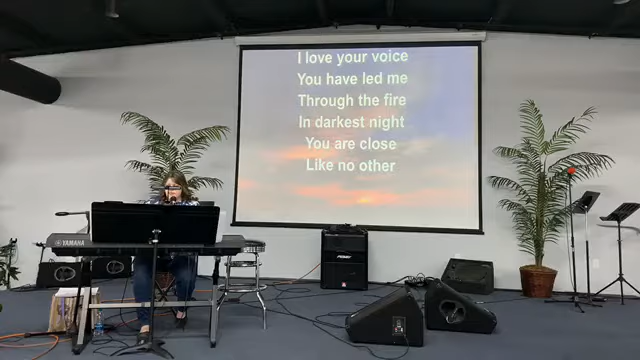 I love your voice
You have led me
Through the fire
In darkest night
You are close
Like no other
YAMAHA
PEAVEY